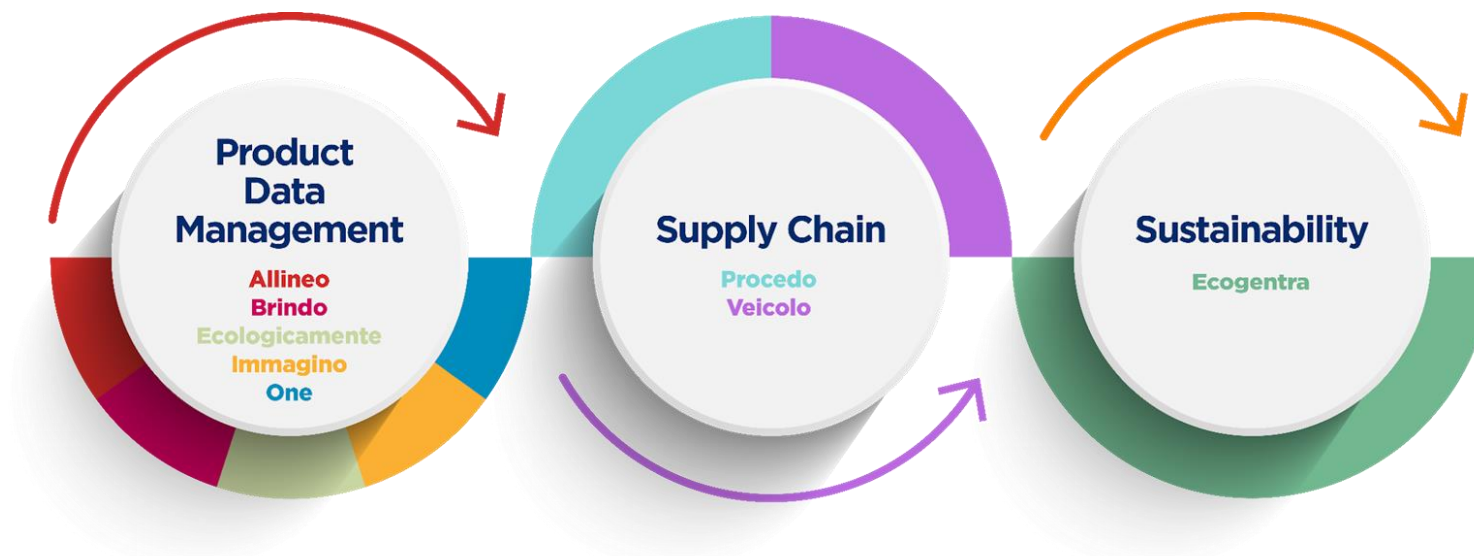 Product
Data
Management
Allineo
Brindo
Ecologicamente
Immagino
One
Supply Chain
Procedo
Veicolo
Sustainability
Ecogentra